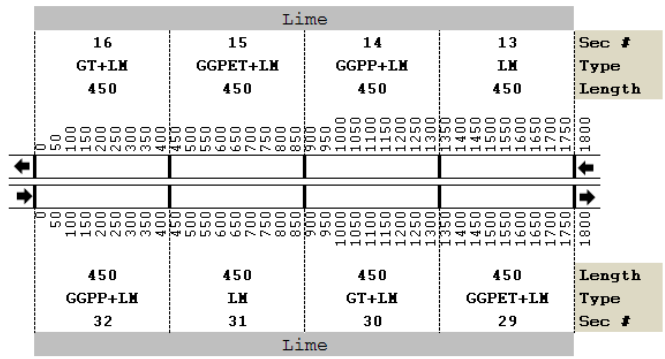 Lime
16 15 14 13 Sec #
GT+LM GGPET+LM GGPP+LM LM Type
450 450 450 450 Length
0 50 100 150 200 250 300 350 400 450 500 550 600 650 700 750 800 850 900 950 1000 1050 1100 1150 1200 1250 1300 1350 1400 1450 1500 1550 1600 1650 1700 1750 1800
0 50 100 150 200 250 300 350 400 450 500 550 600 650 700 750 800 850 900 950 1000 1050 1100 1150 1200 1250 1300 1350 1400 1450 1500 1550 1600 1650 1700 1750 1800
450 450 450 450 Length
GGPP+LM LM GT+LM GGPET+LM Type
32 31 30 29 Sec #
Lime